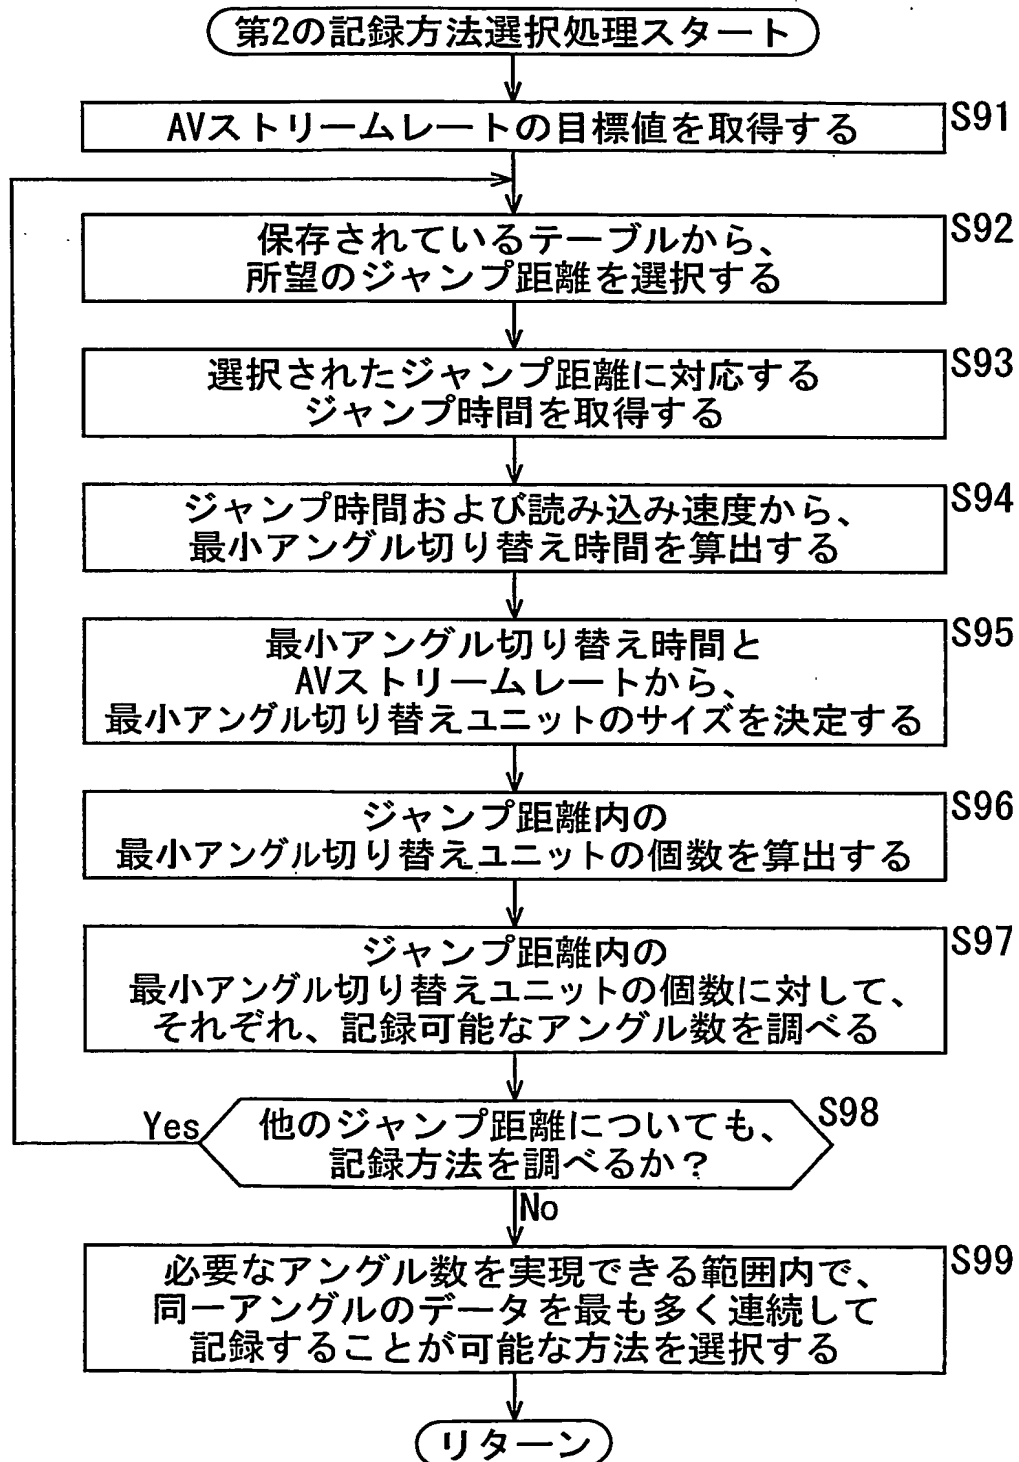 第2の記録方法選択処理スタート
AVストリームレートの目標値を取得する
S91
保存されているテーブルから、
所望のジャンプ距離を選択する
S92
選択されたジャンプ距離に対応する
ジャンプ時間を取得する
S93
ジャンプ時間および読み込み速度から、
最小アングル切り替え時間を算出する
S94
最小アングル切り替え時間と
AVストリームレートから、
最小アングル切り替えユニットのサイズを決定する
S95
ジャンプ距離内の
最小アングル切り替えユニットの個数を算出する
S96
ジャンプ距離内の
最小アングル切り替えユニットの個数に対して、
それぞれ、記録可能なアングル数を調べる
S97
他のジャンプ距離についても、
記録方法を調べるか?
S98
Yes
No
必要なアングル数を実現できる範囲内で、
同一アングルのデータを最も多く連続して
記録することが可能な方法を選択する
S99
リターン